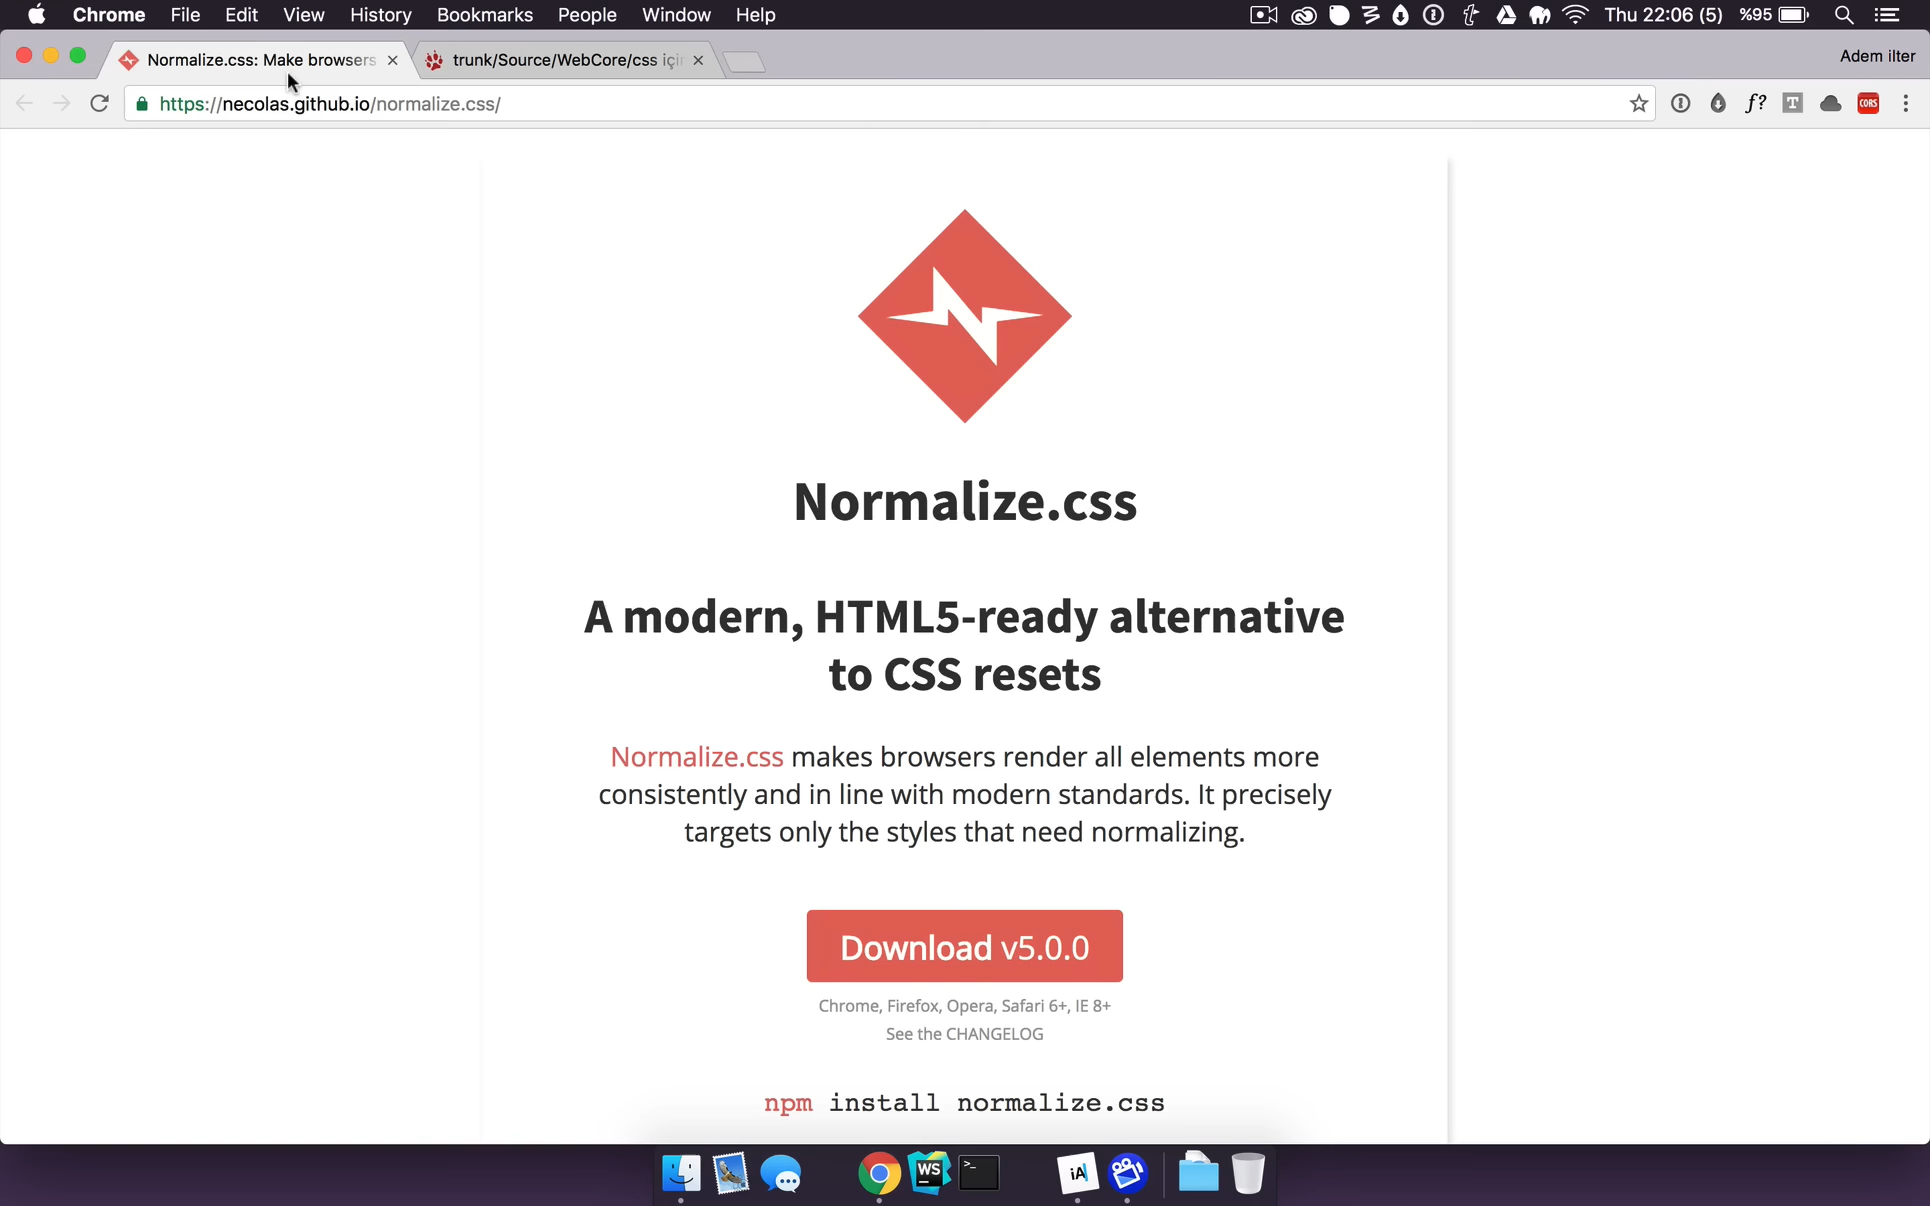 Chrome File Edit View History Bookmarks People Window Help Thu 22:06 (5) %95
Normalize.css: Make browsers trunk/Source/WebCore/css içi Adem ilter
https://necolas.github.io/normalize.css/ f? T CORS
Normalize.css
A modern, HTML5-ready alternative
to CSS resets
Normalize.css makes browsers render all elements more
consistently and in line with modern standards. It precisely
targets only the styles that need normalizing.
Download v5.0.0
Chrome, Firefox, Opera, Safari 6+, IE 8+
See the CHANGELOG
npm install normalize.css
WS >_ iA